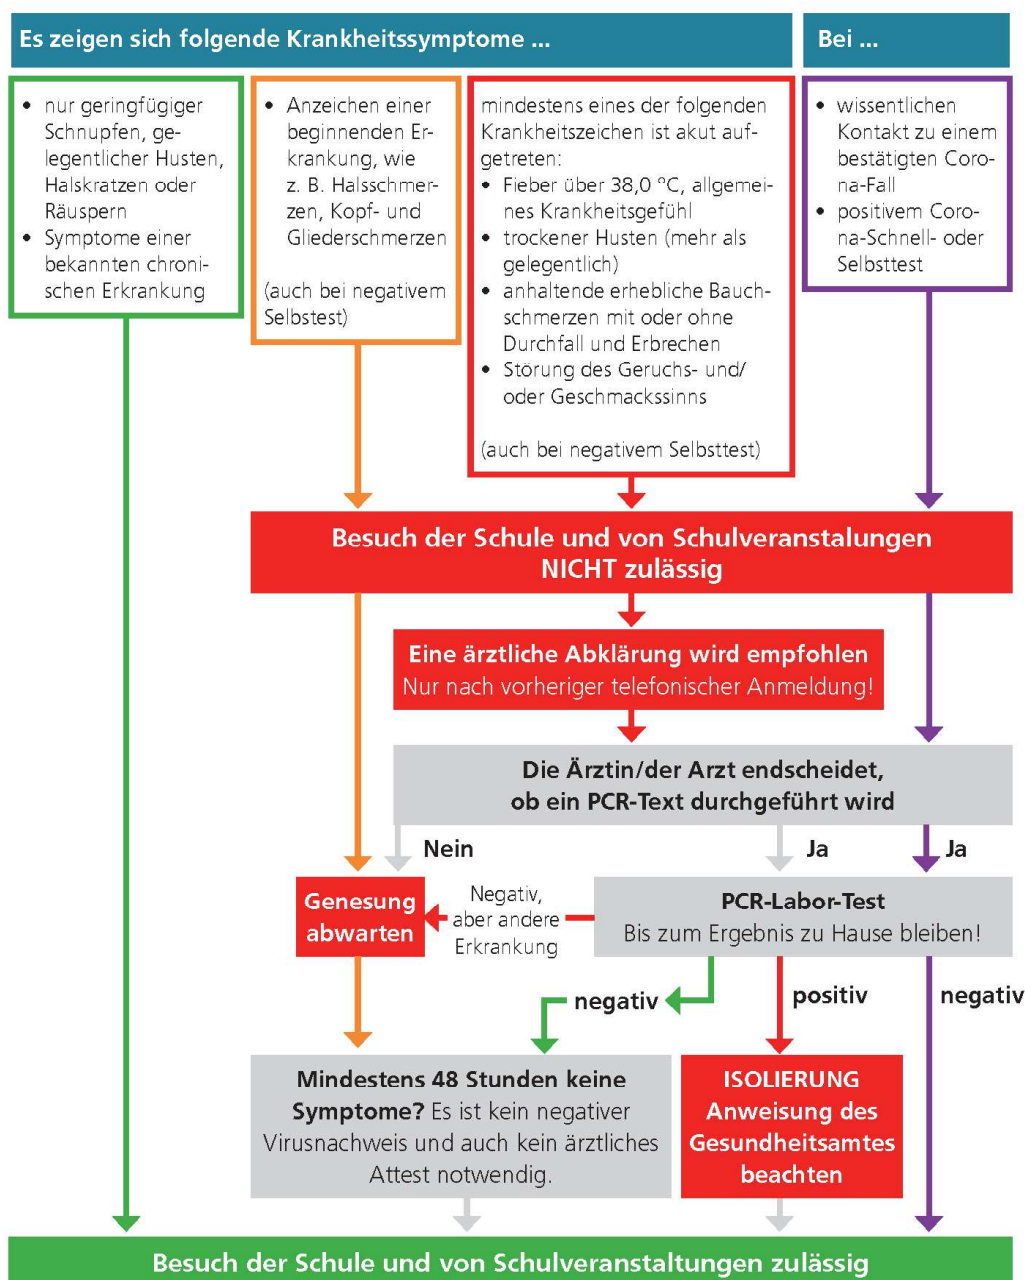 Es zeigen sich folgende Krankheitssymptome ...
Bei ...
• nur geringfügiger
Schnupfen, ge-
legentlicher Husten,
Halskratzen oder
Räuspern
• Symptome einer
bekannten chroni-
schen Erkrankung
• Anzeichen einer
beginnenden Er-
krankung, wie
z. B. Halsschmer-
zen, Kopf- und
Gliederschmerzen
(auch bei negativem
Selbstest)
mindestens eines der folgenden
Krankheitszeichen ist akut auf-
getreten:
• Fieber über 38,0 °C, allgemei-
nes Krankheitsgefühl
• trockener Husten (mehr als
gelegentlich)
• anhaltende erhebliche Bauch-
schmerzen mit oder ohne
Durchfall und Erbrechen
• Störung des Geruchs- und/
oder Geschmackssinns
(auch bei negativem Selbsttest)
• wissentlichen
Kontakt zu einem
bestätigten Coro-
na-Fall
• positivem Coro-
na-Schnell- oder
Selbsttest
Besuch der Schule und von Schulveranstalungen
NICHT zulässig
Eine ärztliche Abklärung wird empfohlen
Nur nach vorheriger telefonischer Anmeldung!
Die Ärztin/der Arzt endscheidet,
ob ein PCR-Text durchgeführt wird
Nein
Ja
Ja
Genesung
abwarten
Negativ,
aber andere
Erkrankung
PCR-Labor-Test
Bis zum Ergebnis zu Hause bleiben!
negativ
positiv
negativ
Mindestens 48 Stunden keine
Symptome? Es ist kein negativer
Virusnachweis und auch kein ärztliches
Attest notwendig.
ISOLIERUNG
Anweisung des
Gesundheitsamtes
beachten
Besuch der Schule und von Schulveranstaltungen zulässig